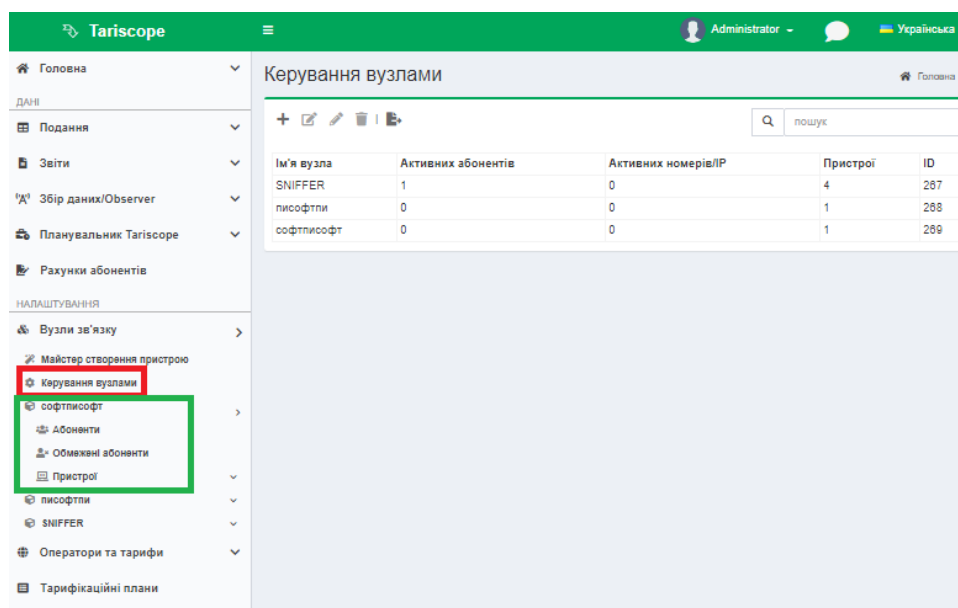 Tariscope
Administrator
Українська
Головна
ДАНІ
Подання
Звіти
Збір даних/Observer
Планувальник Tariscope
Рахунки абонентів
НАЛАШТУВАННЯ
Вузли зв'язку
Майстер створення пристрою
Керування вузлами
софтписофт
Абоненти
Обмежені абоненти
Пристрої
писофтпи
SNIFFER
Оператори та тарифи
Тарифікаційні плани
Керування вузлами
Головна
пошук
Ім'я вузла Активних абонентів Активних номерів/IP Пристрої ID
SNIFFER 1 0 4 267
писофтпи 0 0 1 268
софтписофт 0 0 1 269